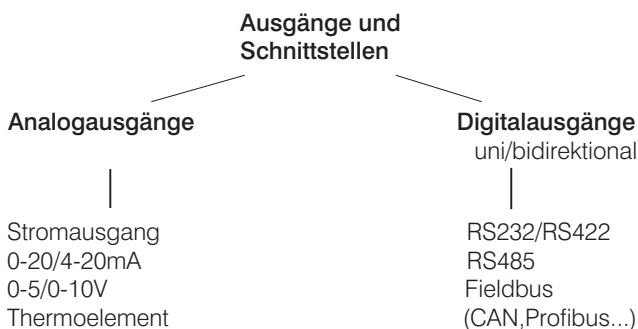 Ausgänge und
Schnittstellen
Analogausgänge
Digitalausgänge
uni/bidirektional
Stromausgang
0-20/4-20mA
0-5/0-10V
Thermoelement
RS232/RS422
RS485
Fieldbus
(CAN,Profibus...)